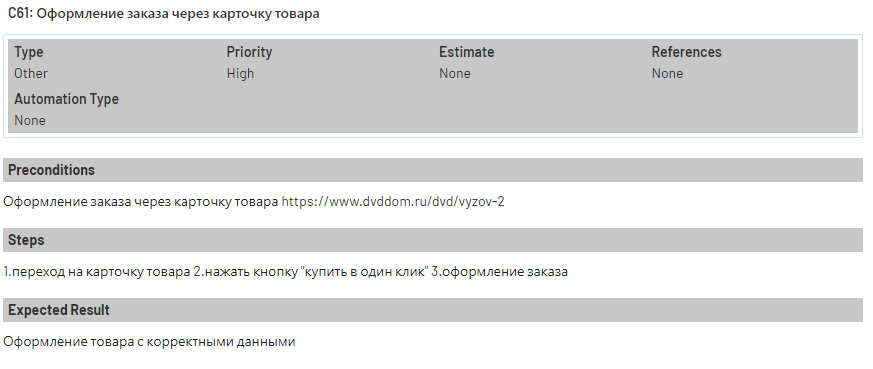 C61: Оформление заказа через карточку товара
Type Priority Estimate References
Other High None None
Automation Type
None
Preconditions
Оформление заказа через карточку товара https://www.dvddom.ru/dvd/vyzov-2
Steps
1.переход на карточку товара 2.нажать кнопку "купить в один клик" 3.оформление заказа
Expected Result
Оформление товара с корректными данными